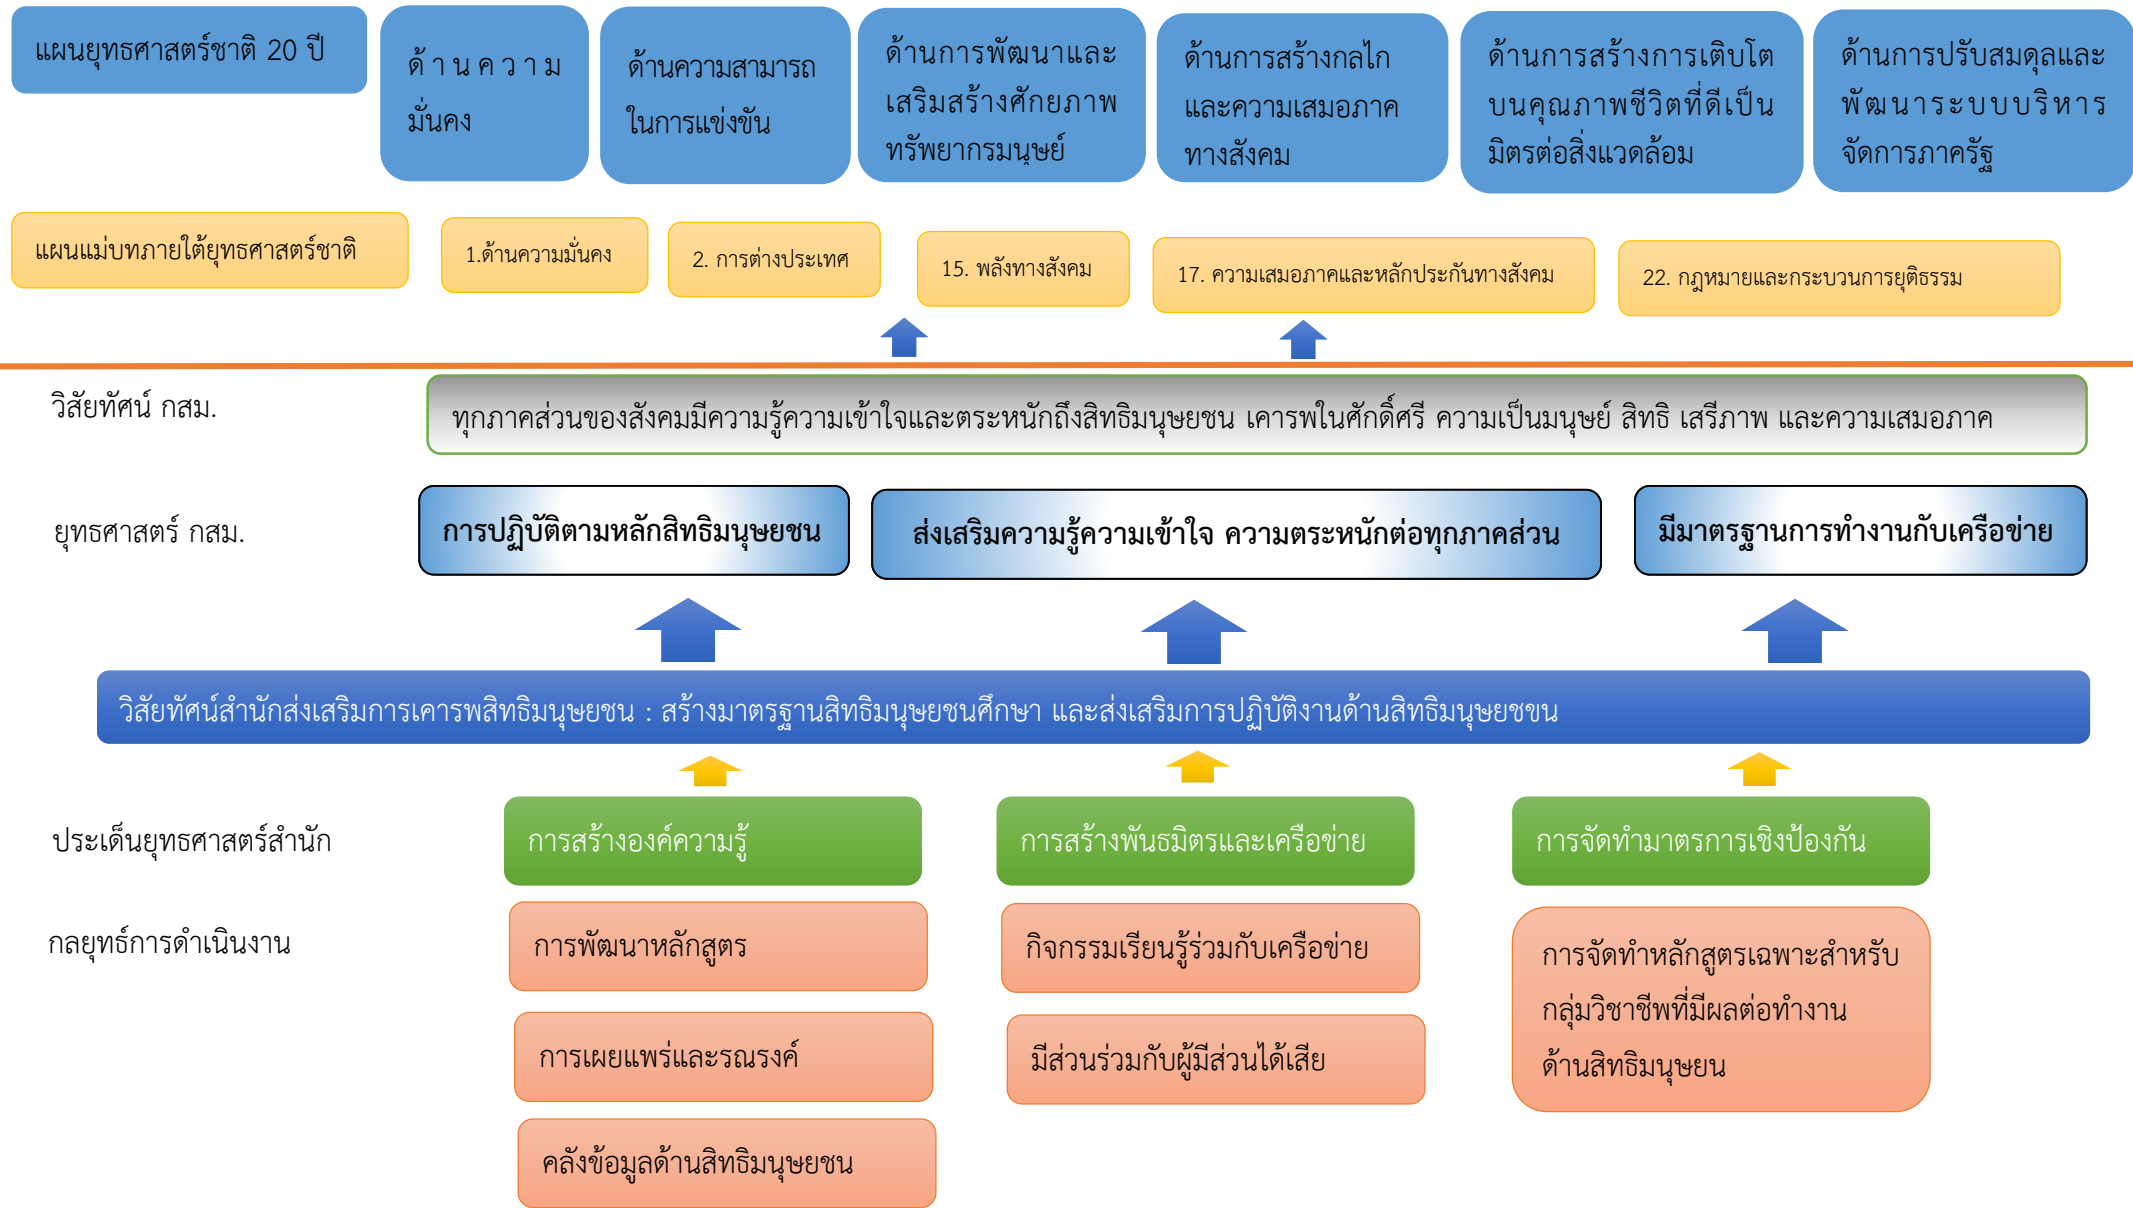 แผนยุทธศาสตร์ชาติ 20 ปี
ด้านความ
มั่นคง
ด้านความสามารถ
ในการแข่งขัน
ด้านการพัฒนาและ
เสริมสร้างศักยภาพ
ทรัพยากรมนุษย์
ด้านการสร้างกลไก
และความเสมอภาค
ทางสังคม
ด้านการสร้างการเติบโต
บนคุณภาพชีวิตที่ดีเป็น
มิตรต่อสิ่งแวดล้อม
ด้านการปรับสมดุลและ
พัฒนาระบบบริหาร
จัดการภาครัฐ
แผนแม่บทภายใต้ยุทธศาสตร์ชาติ
1.ด้านความมั่นคง
2. การต่างประเทศ
15. พลังทางสังคม
17. ความเสมอภาคและหลักประกันทางสังคม
22. กฎหมายและกระบวนการยุติธรรม
วิสัยทัศน์ กสม.
ทุกภาคส่วนของสังคมมีความรู้ความเข้าใจและตระหนักถึงสิทธิมนุษยชน เคารพในศักดิ์ศรี ความเป็นมนุษย์ สิทธิ เสรีภาพ และความเสมอภาค
ยุทธศาสตร์ กสม.
การปฏิบัติตามหลักสิทธิมนุษยชน
ส่งเสริมความรู้ความเข้าใจ ความตระหนักต่อทุกภาคส่วน
มีมาตรฐานการทำงานกับเครือข่าย
วิสัยทัศน์สำนักส่งเสริมการเคารพสิทธิมนุษยชน : สร้างมาตรฐานสิทธิมนุษยชนศึกษา และส่งเสริมการปฏิบัติงานด้านสิทธิมนุษยชขน
ประเด็นยุทธศาสตร์สำนัก
การสร้างองค์ความรู้
การสร้างพันธมิตรและเครือข่าย
การจัดทำมาตรการเชิงป้องกัน
กลยุทธ์การดำเนินงาน
การพัฒนาหลักสูตร
การเผยแพร่และรณรงค์
คลังข้อมูลด้านสิทธิมนุษยชน
กิจกรรมเรียนรู้ร่วมกับเครือข่าย
มีส่วนร่วมกับผู้มีส่วนได้เสีย
การจัดทำหลักสูตรเฉพาะสำหรับ
กลุ่มวิชาชีพที่มีผลต่อทำงาน
ด้านสิทธิมนุษยน